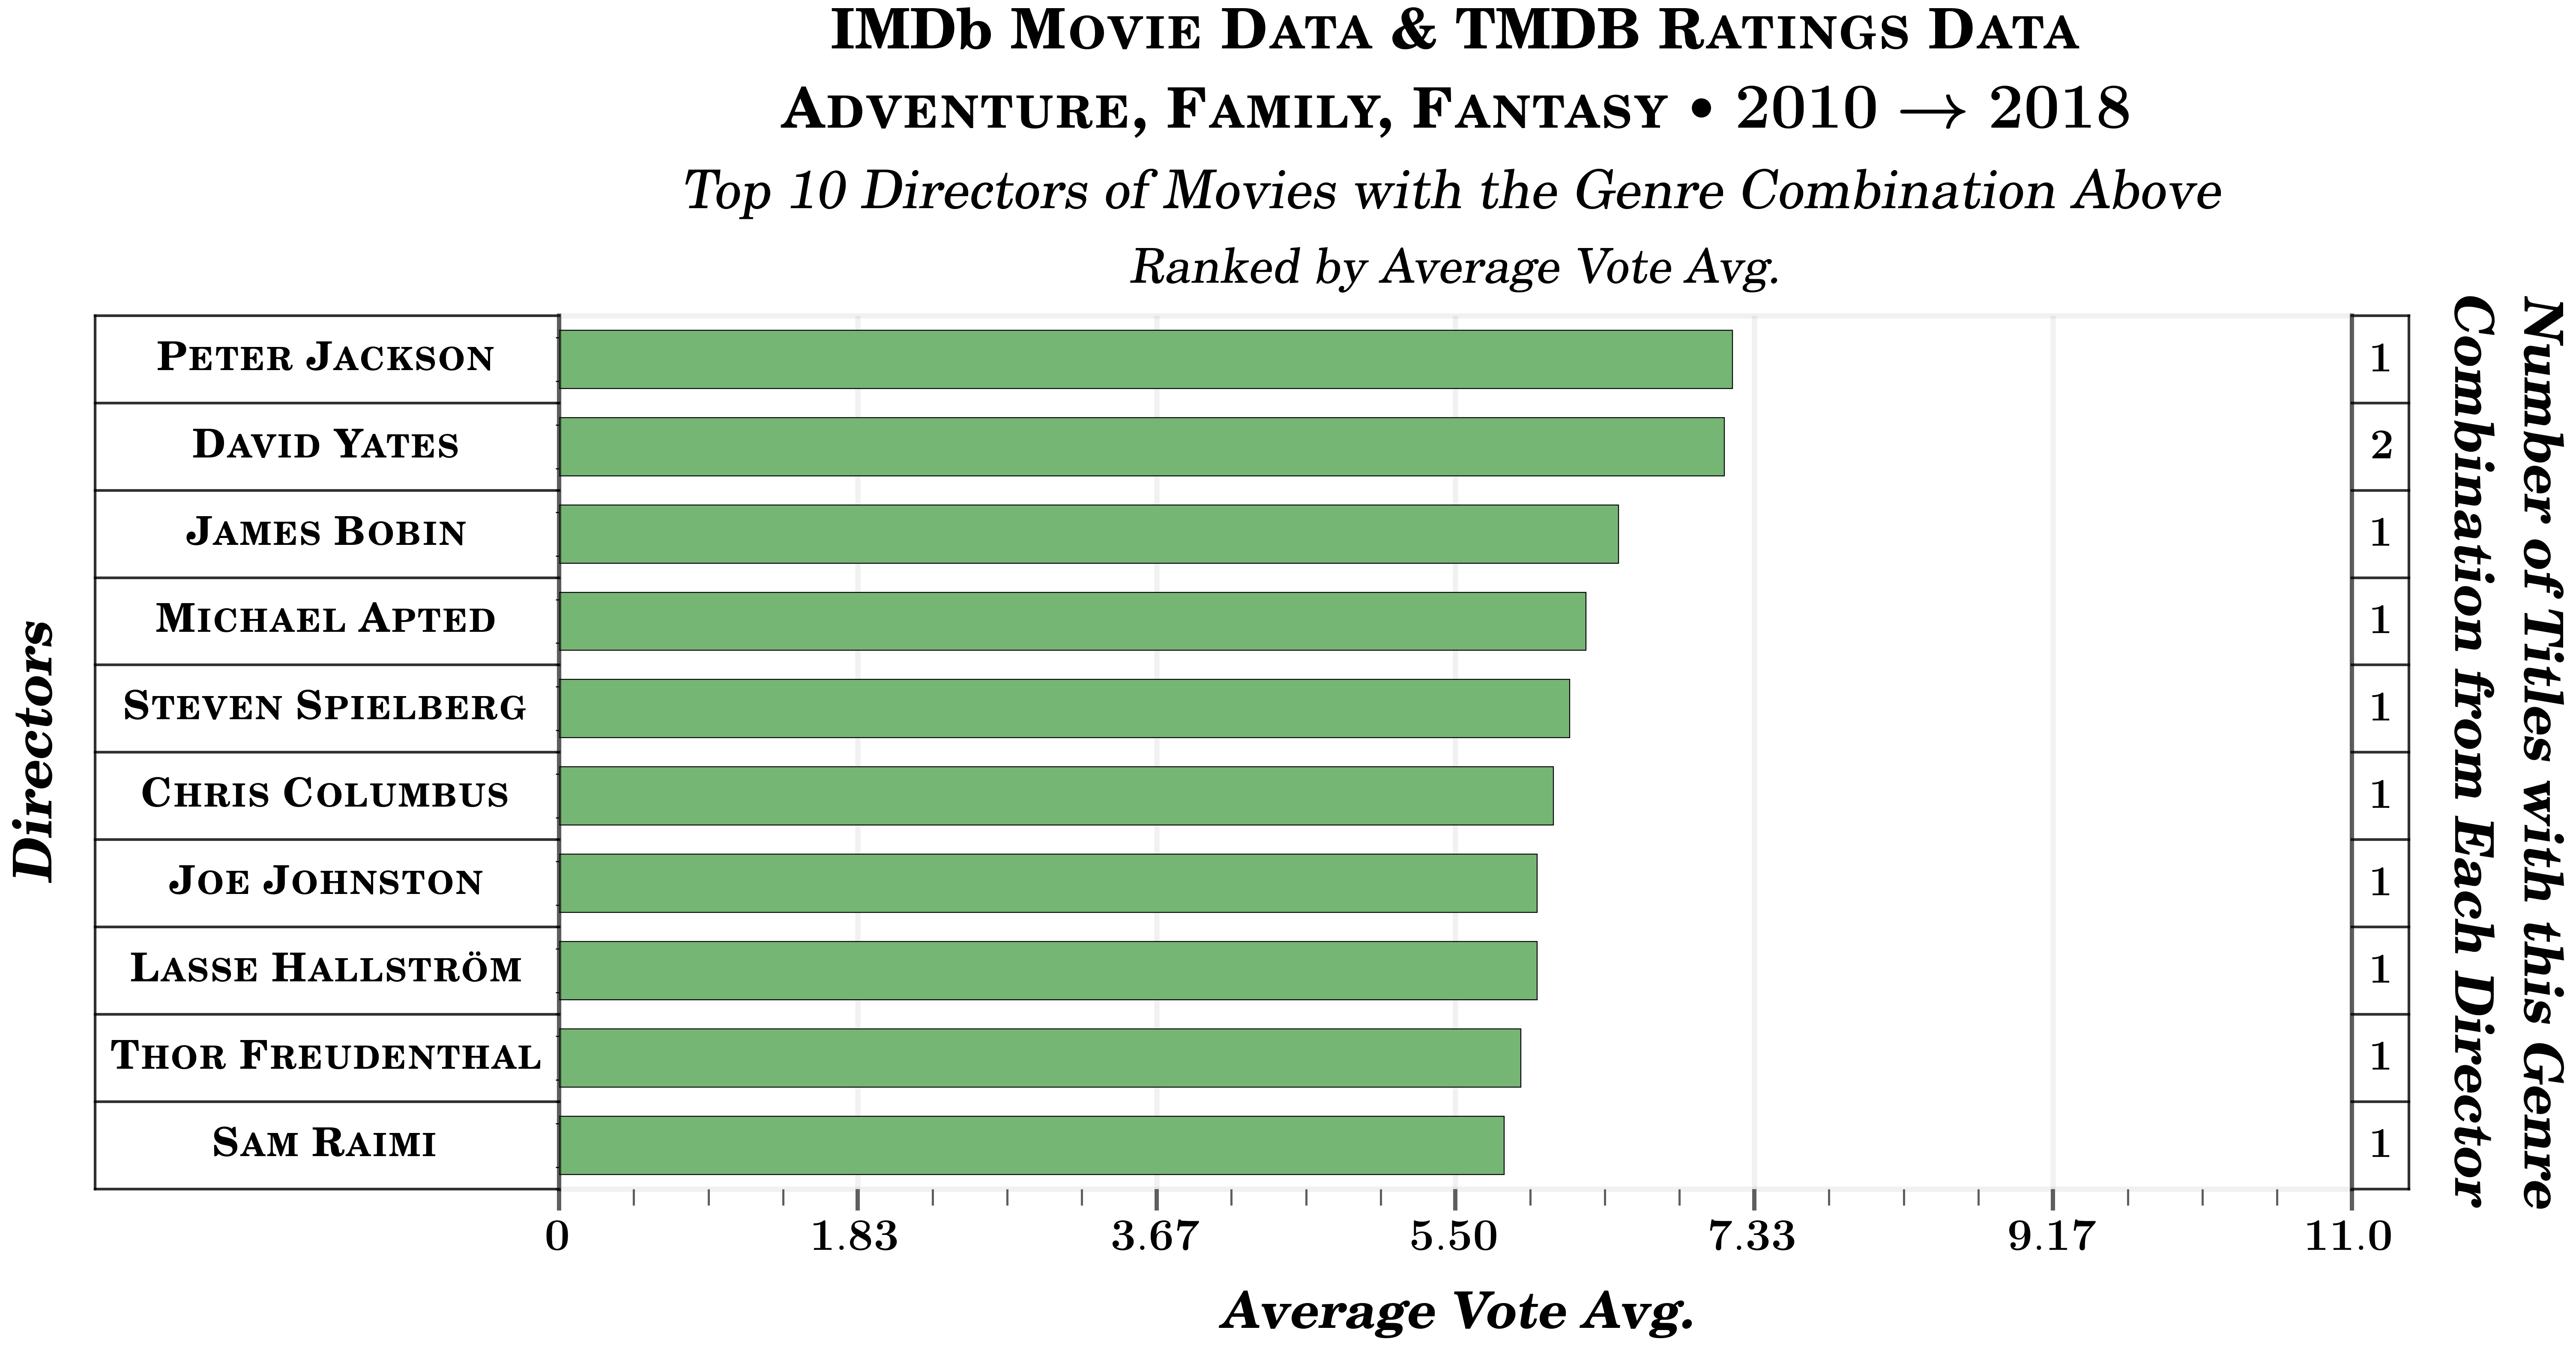 IMDb Movie Data & TMDB Ratings Data
Adventure, Family, Fantasy • 2010 → 2018
Top 10 Directors of Movies with the Genre Combination Above
Ranked by Average Vote Avg.
Directors
Peter Jackson 1
David Yates 2
James Bobin 1
Michael Apted 1
Steven Spielberg 1
Chris Columbus 1
Joe Johnston 1
Lasse Hallström 1
Thor Freudenthal 1
Sam Raimi 1
Number of Titles with this Genre
Combination from Each Director
0 1.83 3.67 5.50 7.33 9.17 11.0
Average Vote Avg.